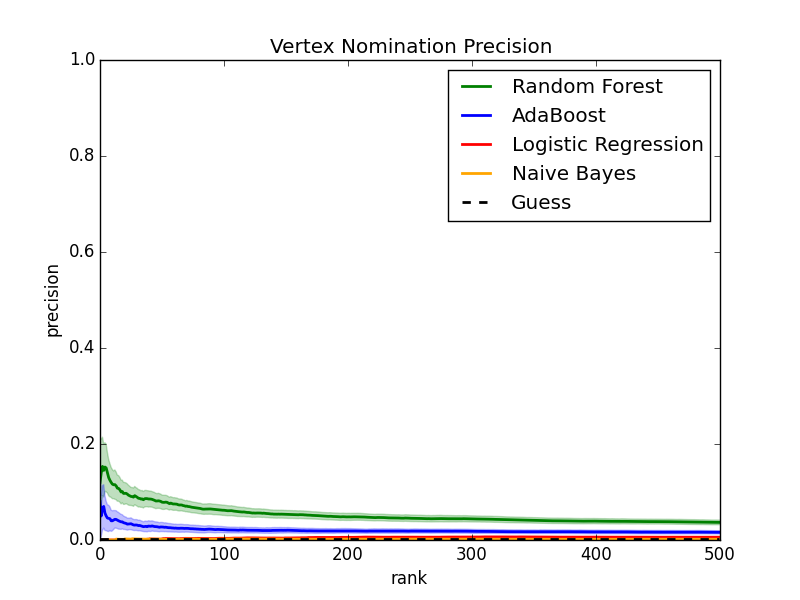 Vertex Nomination Precision
1.0
0.8
0.6
0.4
0.2
0.0
precision
Random Forest
AdaBoost
Logistic Regression
Naive Bayes
Guess
0 100 200 300 400 500
rank